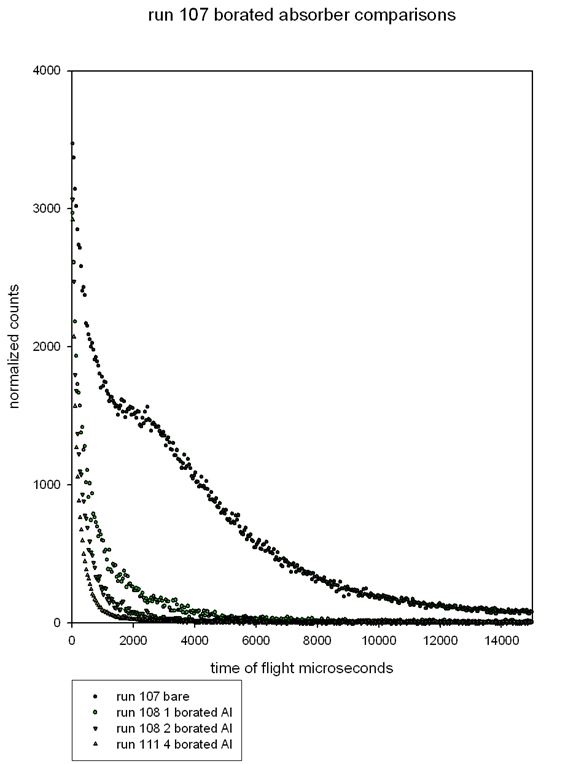 run 107 borated absorber comparisons
4000
3000
2000
1000
0
normalized counts
0 2000 4000 6000 8000 10000 12000 14000
time of flight microseconds
run 107 bare
run 108 1 borated Al
run 108 2 borated Al
run 111 4 borated Al